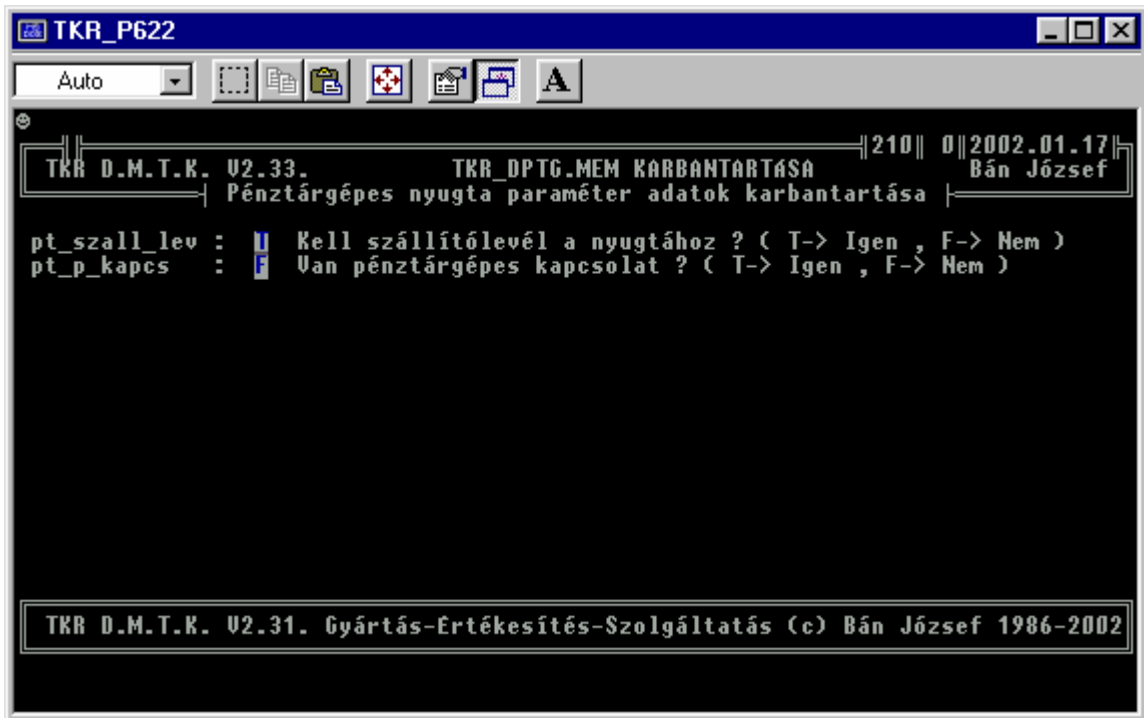 TKR_P622
Auto
A
210 0 2002.01.17
TKR D.M.T.K. V2.33. TKR_DPTG.MEM KARBANTARTáSA Bán József
Pénztárgépes nyugta paraméter adatok karbantartása
pt_szall_lev : T Kell szállítólevél a nyugtához ? ( T-> Igen , F-> Nem )
pt_p_kapcs : F Van pénztárgépes kapcsolat ? ( T-> Igen , F-> Nem )
TKR D.M.T.K. V2.31. Gyártás-Értékesítés-Szolgáltatás (c) Bán József 1986-2002